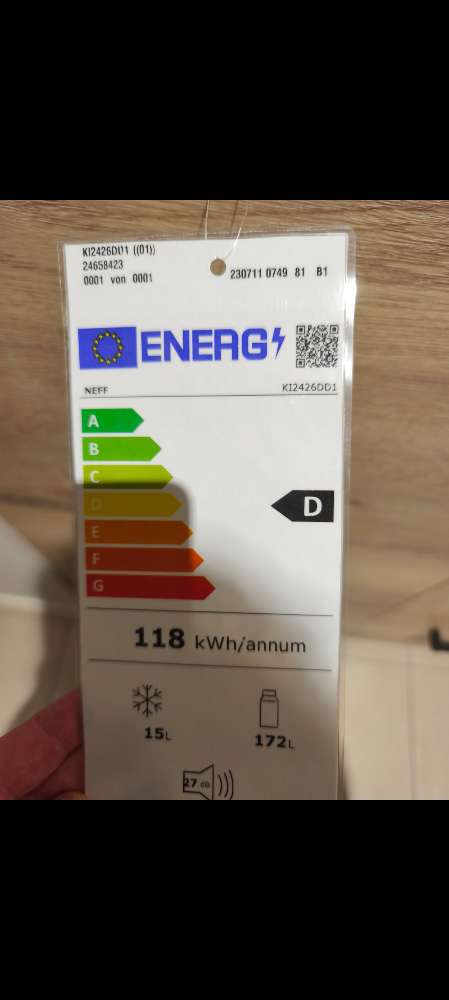 KI2426DD1 ((01))
24658423
0001 von 0001
230711 0749 81 B1
ENERG
NEFF
KI2426DD1
A
B
C
D
D
E
F
G
118 kWh/annum
15L
172L
27 dB